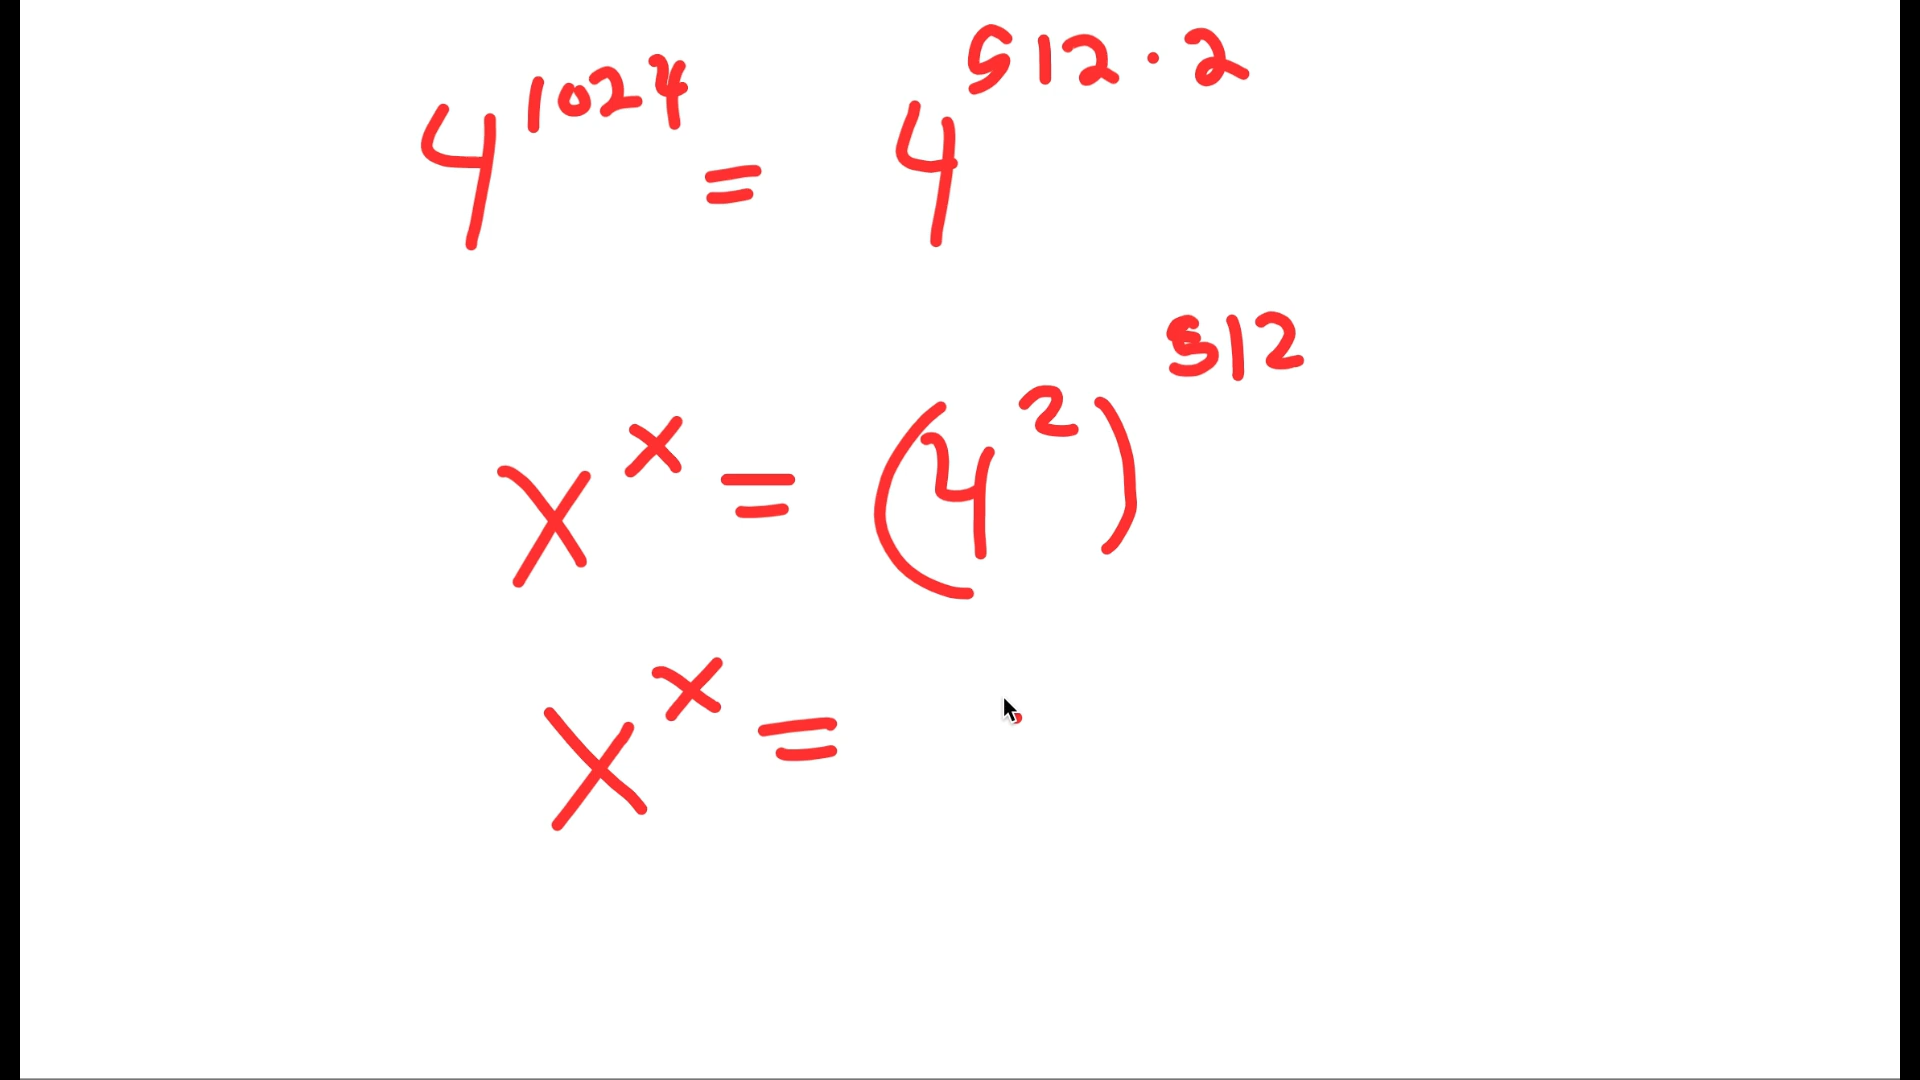 4^1024 = 4^512·2
x^x = (4^2)^512
x^x =